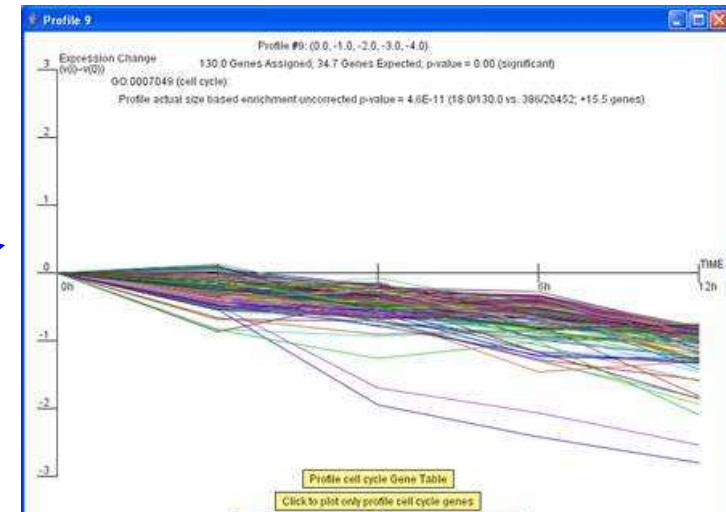 Profile 9
Profile #9: (0.0, -1.0, -2.0, -3.0, -4.0)
130.0 Genes Assigned; 34.7 Genes Expected; p-value = 0.00 (significant)
Expression Change
(v(i)-v(0))
GO:0007049 (cell cycle):
Profile actual size based enrichment uncorrected p-value = 4.6E-11 (18.0/130.0 vs. 386/20452; +15.5 genes)
3
2
1
0
-1
-2
-3
TIME
0h
6h
12h
Profile cell cycle Gene Table
Click to plot only profile cell cycle genes